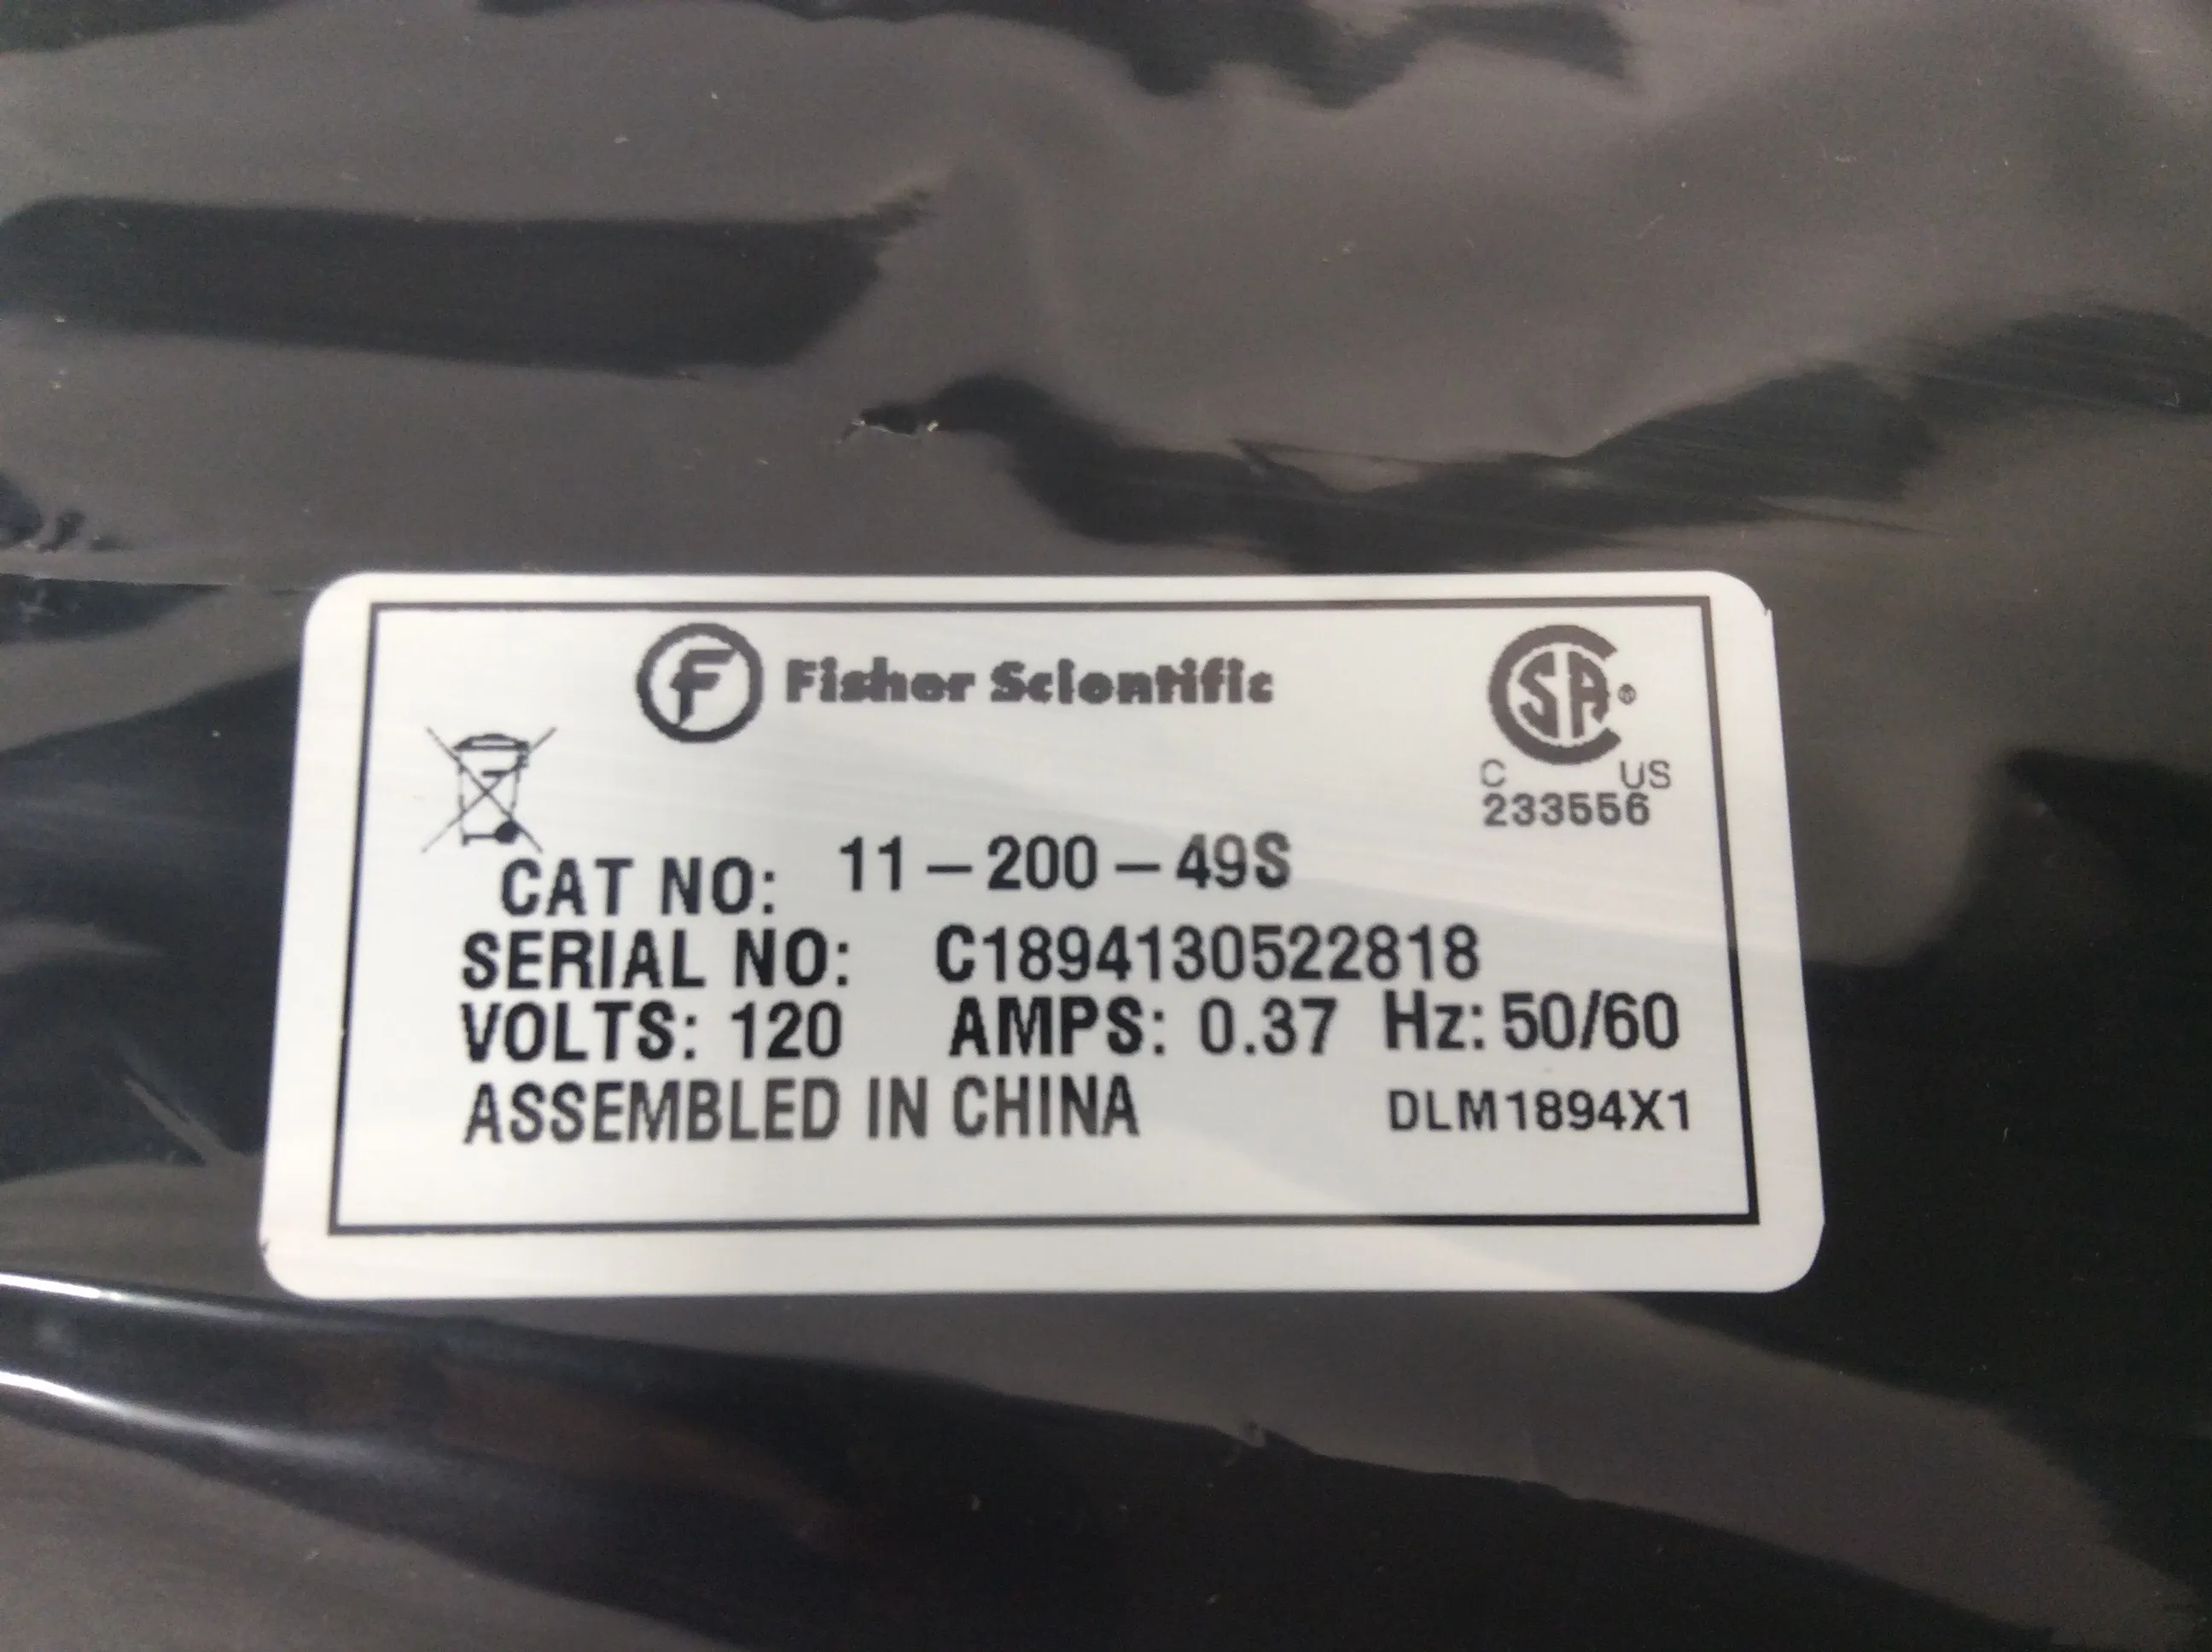 F Fisher Scientific
CSA®
C US
233556
CAT NO: 11-200-49S
SERIAL NO: C1894130522818
VOLTS: 120 AMPS: 0.37 Hz: 50/60
ASSEMBLED IN CHINA DLM1894X1